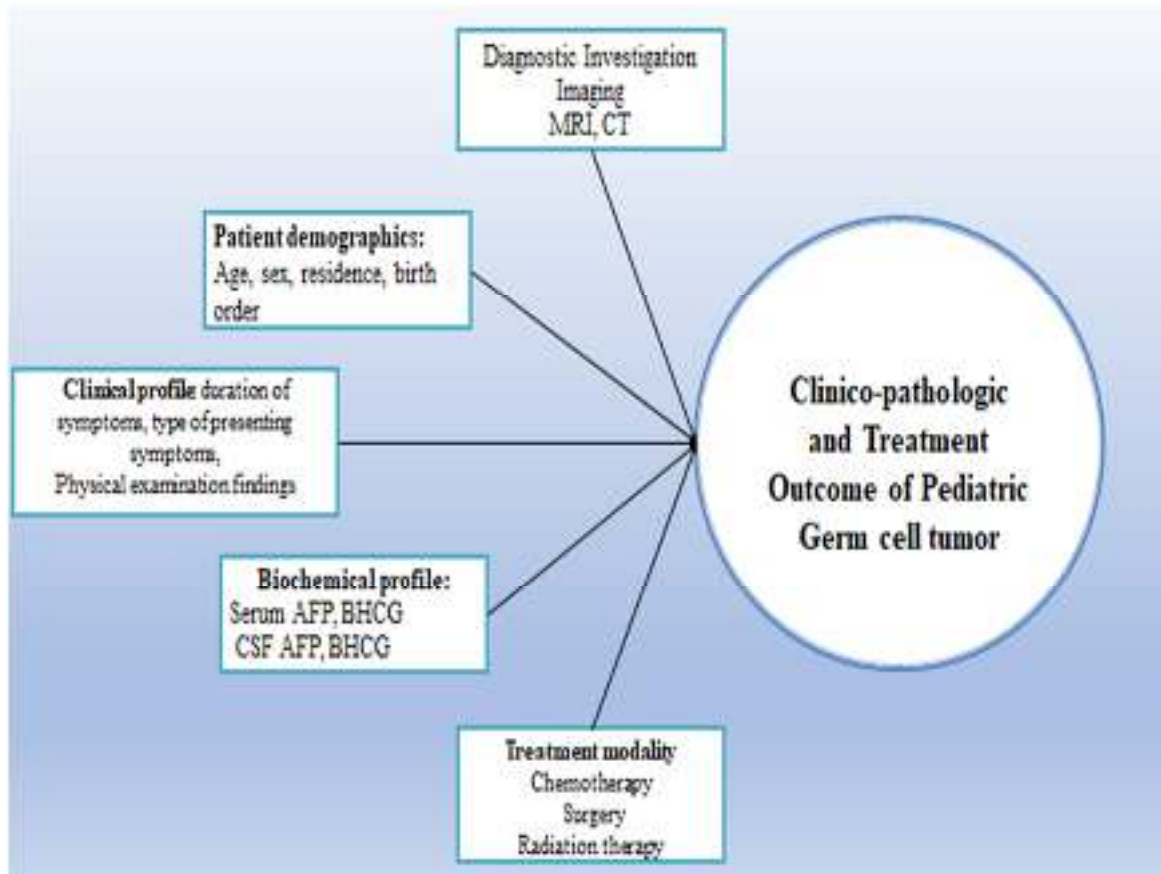 Diagnostic Investigation
Imaging
MRI, CT
Patient demographics:
Age, sex, residence, birth
order
Clinical profile duration of
symptoms, type of presenting
symptoms,
Physical examination findings
Biochemical profile:
Serum AFP, BHCG
CSF AFP, BHCG
Treatment modality
Chemotherapy
Surgery
Radiation therapy
Clinico-pathologic
and Treatment
Outcome of Pediatric
Germ cell tumor